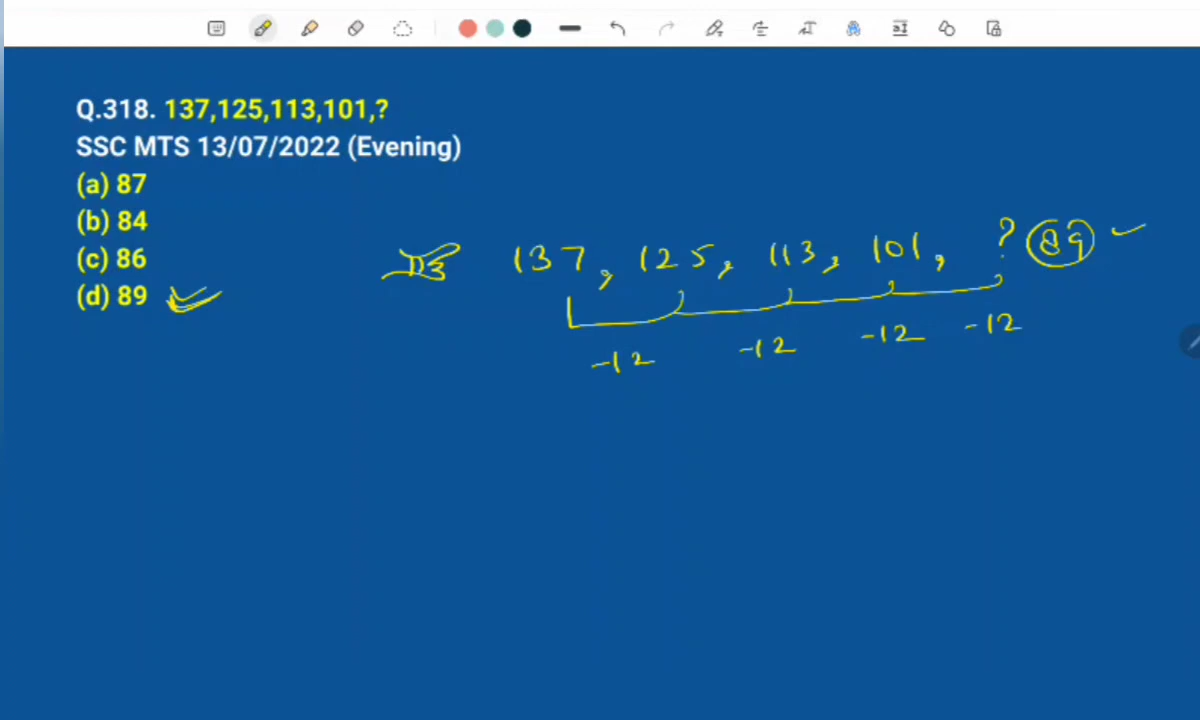 Q.318. 137,125,113,101,?
SSC MTS 13/07/2022 (Evening)
(a) 87
(b) 84
(c) 86
(d) 89
137, 125, 113, 101, ? 89
-12 -12 -12 -12